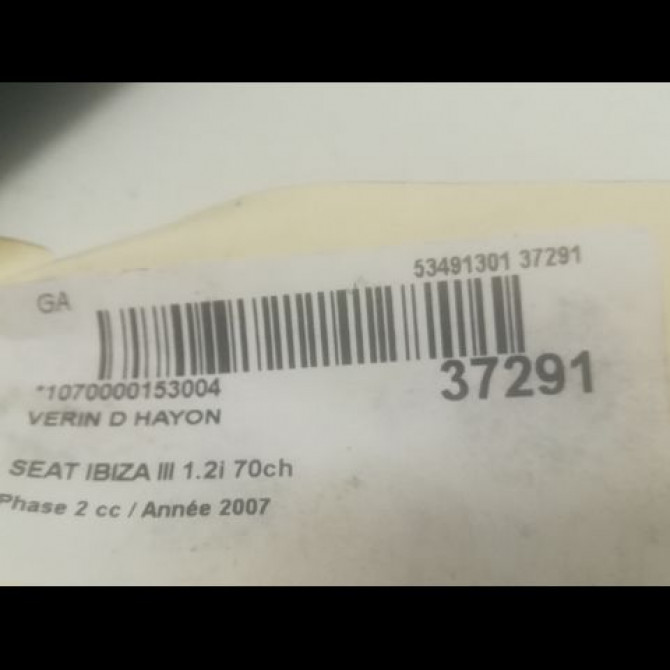 53491301 37291
GA
*1070000153004
37291
VERIN D HAYON
SEAT IBIZA III 1.2i 70ch
Phase 2 cc / Année 2007